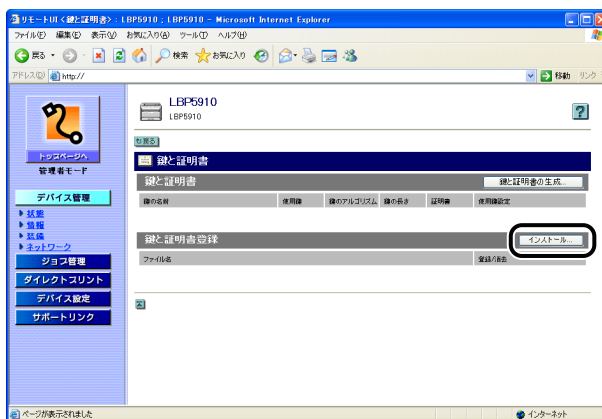 リモートUI <鍵と証明書> : LBP5910 ; LBP5910 - Microsoft Internet Explorer
ファイル(F) 編集(E) 表示(V) お気に入り(A) ツール(T) ヘルプ(H)
戻る 検索 お気に入り
アドレス(D) http:// 移動 リンク
LBP5910
LBP5910
トップページへ
管理者モード
デバイス管理
状態
情報
装備
ネットワーク
ジョブ管理
ダイレクトプリント
デバイス設定
サポートリンク
戻る
鍵と証明書
鍵と証明書 鍵と証明書の生成...
鍵の名前 使用鍵 鍵のアルゴリズム 鍵の長さ 証明書 使用鍵設定
鍵と証明書登録 インストール...
ファイル名 登録/消去
ページが表示されました インターネット